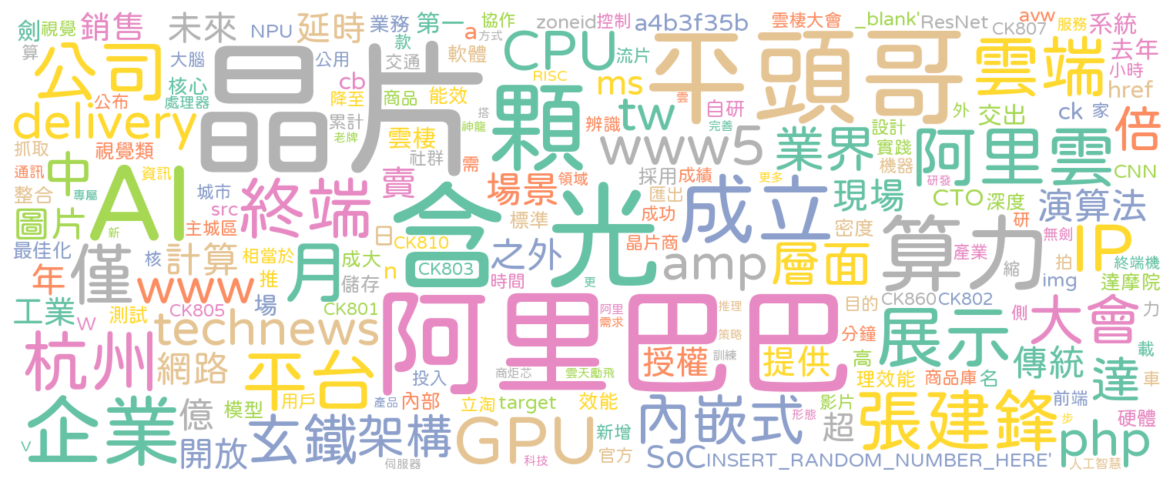 劍 視覺 銷售 未來 NPU 延時 業務 第一 a 協作 zoneid 控制 a4b3f35b 雲棲大會 _blank' ResNet CK807 avw 服務 系統
算 公司 大腦 公用 款 方式 軟體 CPU 流片 平頭哥 雲端 去年 小時
核心 處理器 晶片 交通 RISC ms 雲 href
delivery 公布 cb 降至 商品 能效 顆 tw 自研 外 交出 ck 家 倍
抓取 視覺類 累計 老牌 雲棲 社群 神龍 辨識 完善 www5 業界 設計 實踐 機器 阿里雲
通訊 資訊 中 AI 賣 需 場景 領域 採用 成績 現場 研發 CNN
整合 專屬 城市 終端 含光 匯出 更多 CTO 深度
圖片 新 src 主城區 標準 成功 成立 密度 研 演算法
最佳化 核 相當於 日 CK810 之外 晶片商 層面 算力 產業 無劍 IP
僅 計算 推 月 成大 n CK803 amp 縮 拍 終端機
年 www 場 儲存 時間 更 img 達摩院
工業 w CK805 測試 CK801 阿里 需求 推理 目的 CK860 CK802 側 大會 力
technews 阿里巴巴 策略 分鐘 展示 載
杭州 網路 平台 商炬芯 雲天勵飛 授權 訓練 提供 高 傳統 達 車
投入 理效能 商品庫 名
企業 億 模型 用戶 產品 內部 立淘 target 效能 影片 前端
玄鐵架構 新增 內嵌式 形態 超 張建鋒 步 硬體
v 開放 伺服器 GPU 科技 官方 SoC INSERT_RANDOM_NUMBER_HERE' php 人工智慧
搭